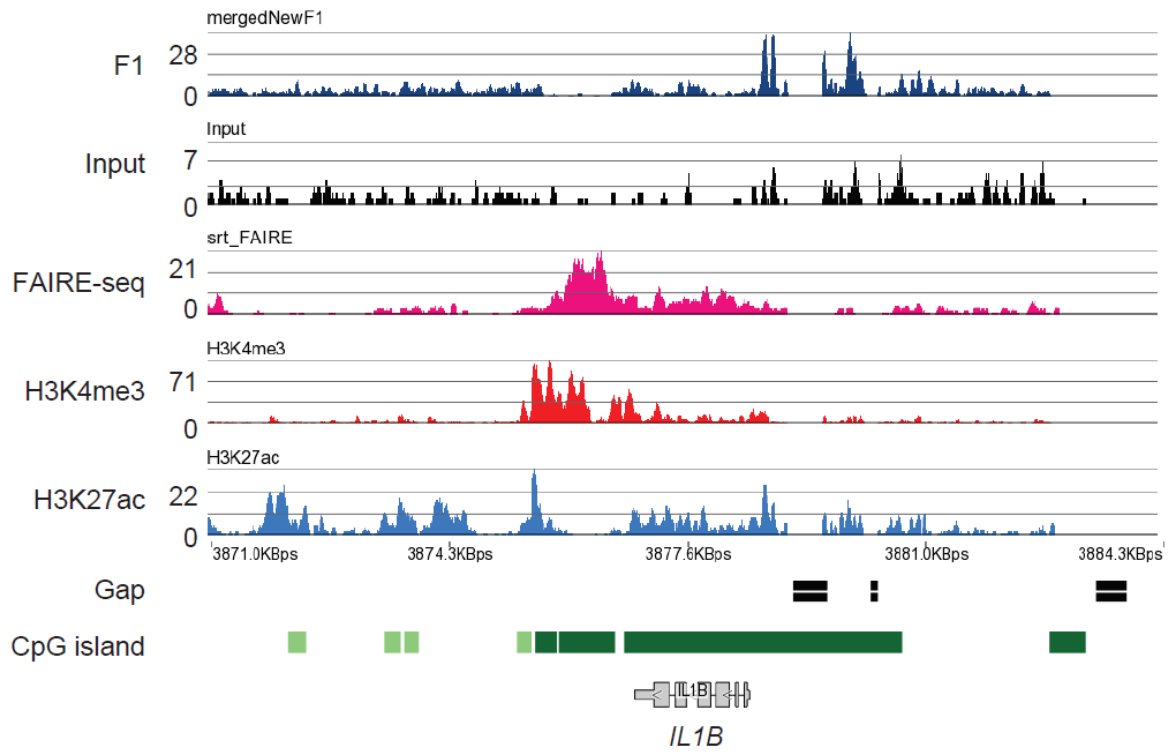 mergedNewF1
F1
28
0
Input
Input
7
0
srt_FAIRE
FAIRE-seq
21
0
H3K4me3
H3K4me3
71
0
H3K27ac
H3K27ac
22
0
3871.0KBps 3874.3KBps 3877.6KBps 3881.0KBps 3884.3KBps
Gap
CpG island
IL1B
IL1B